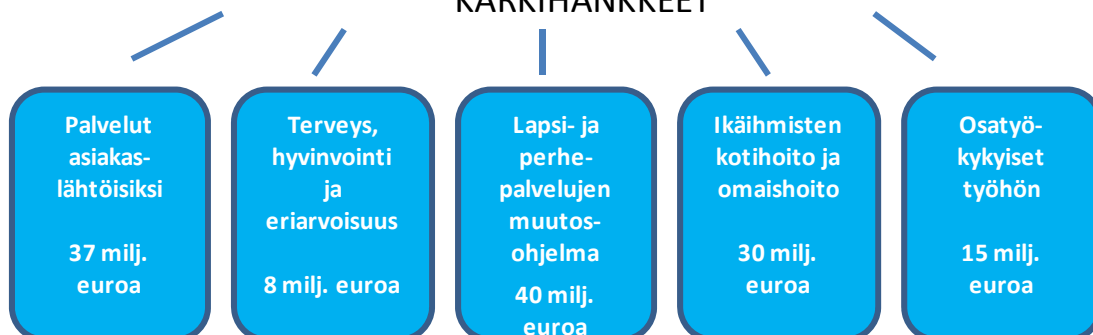 KÄRKIHANKKEET
Palvelut
asiakas-
lähtöisiksi
37 milj.
euroa
Terveys,
hyvinvointi
ja
eriarvoisuus
8 milj. euroa
Lapsi- ja
perhe-
palvelujen
muutos-
ohjelma
40 milj.
euroa
Ikäihmisten
kotihoito ja
omaishoito
30 milj.
euroa
Osatyö-
kykyiset
työhön
15 milj.
euroa